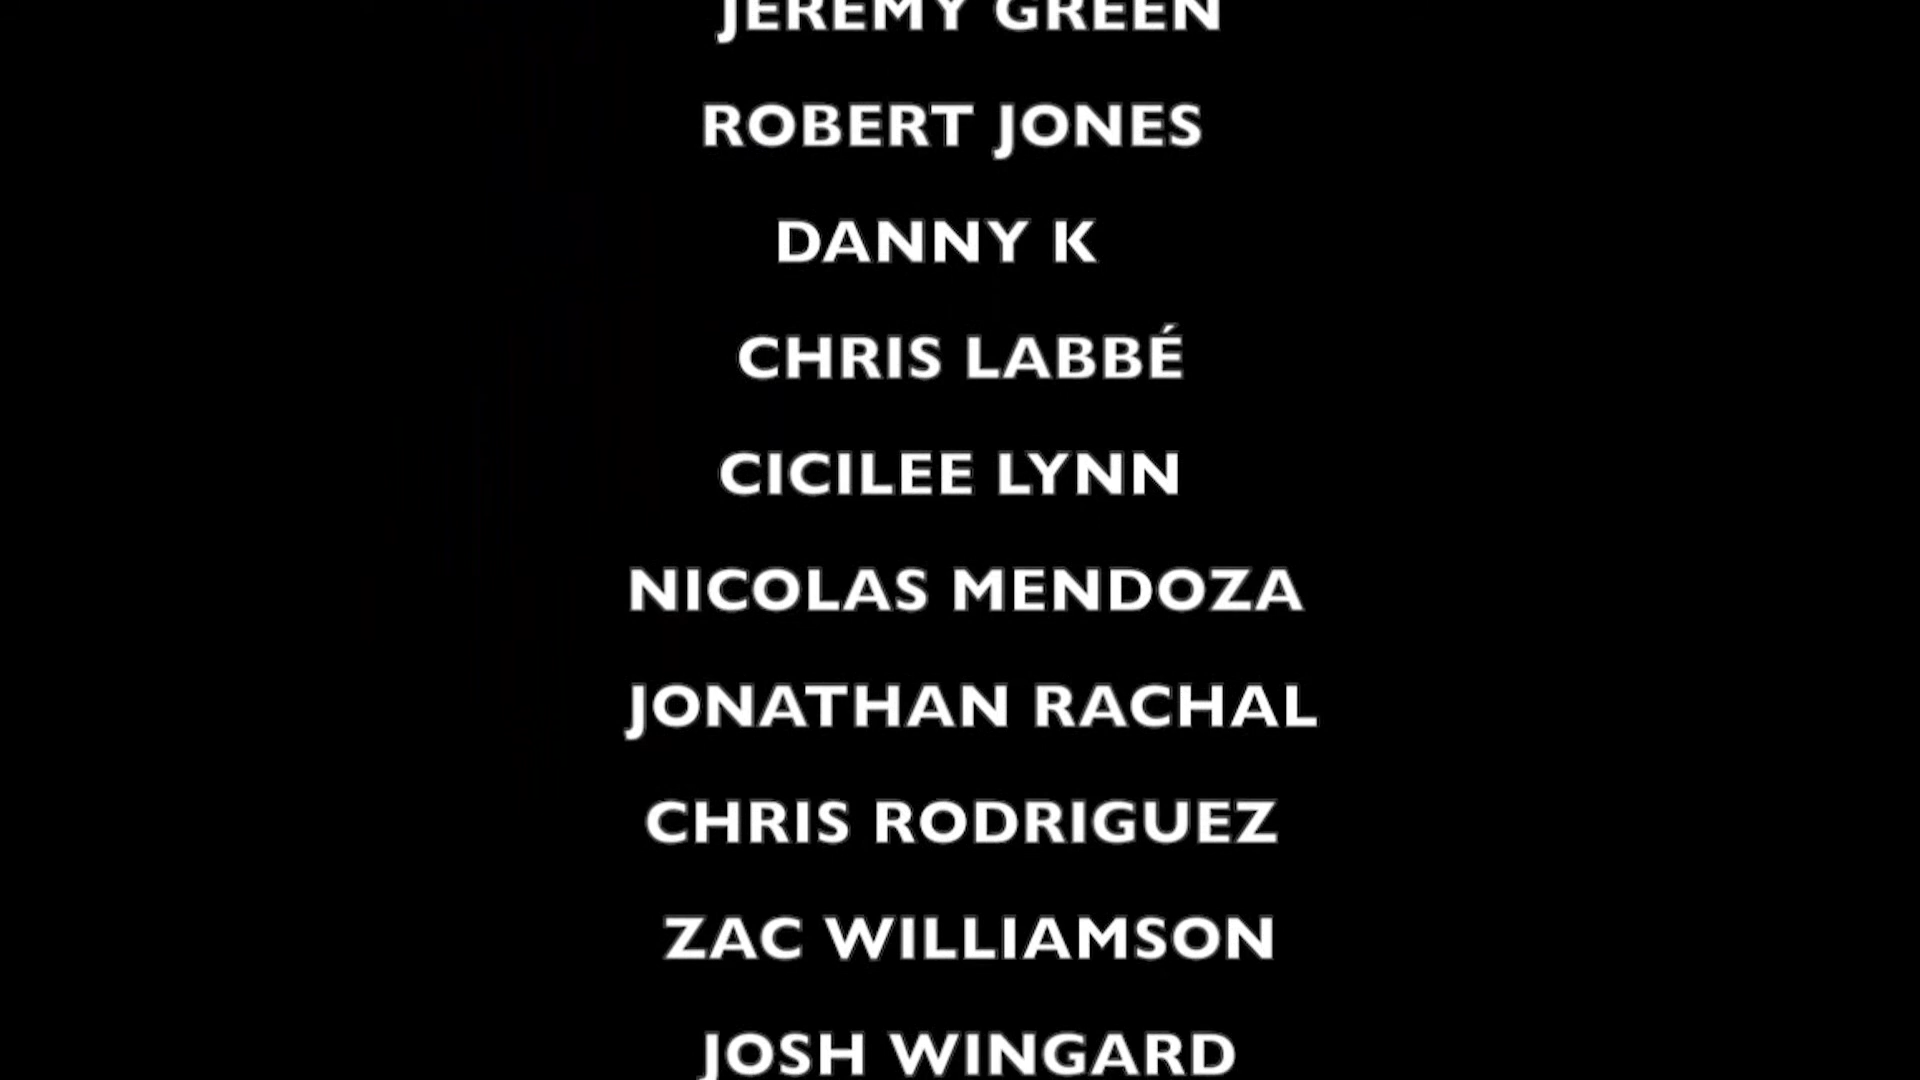 JEREMY GREEN
ROBERT JONES
DANNY K
CHRIS LABBÉ
CICILEE LYNN
NICOLAS MENDOZA
JONATHAN RACHAL
CHRIS RODRIGUEZ
ZAC WILLIAMSON
JOSH WINGARD